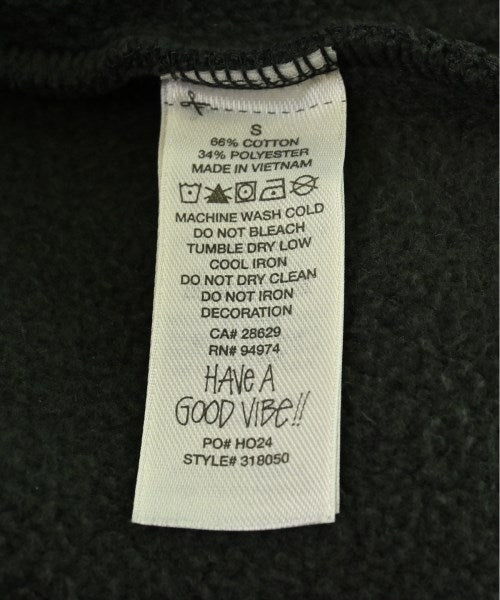 S
66% COTTON
34% POLYESTER
MADE IN VIETNAM
MACHINE WASH COLD
DO NOT BLEACH
TUMBLE DRY LOW
COOL IRON
DO NOT DRY CLEAN
DO NOT IRON
DECORATION
CA# 28629
RN# 94974
HAVE A
GOOD VIBE!!
PO# HO24
STYLE# 318050